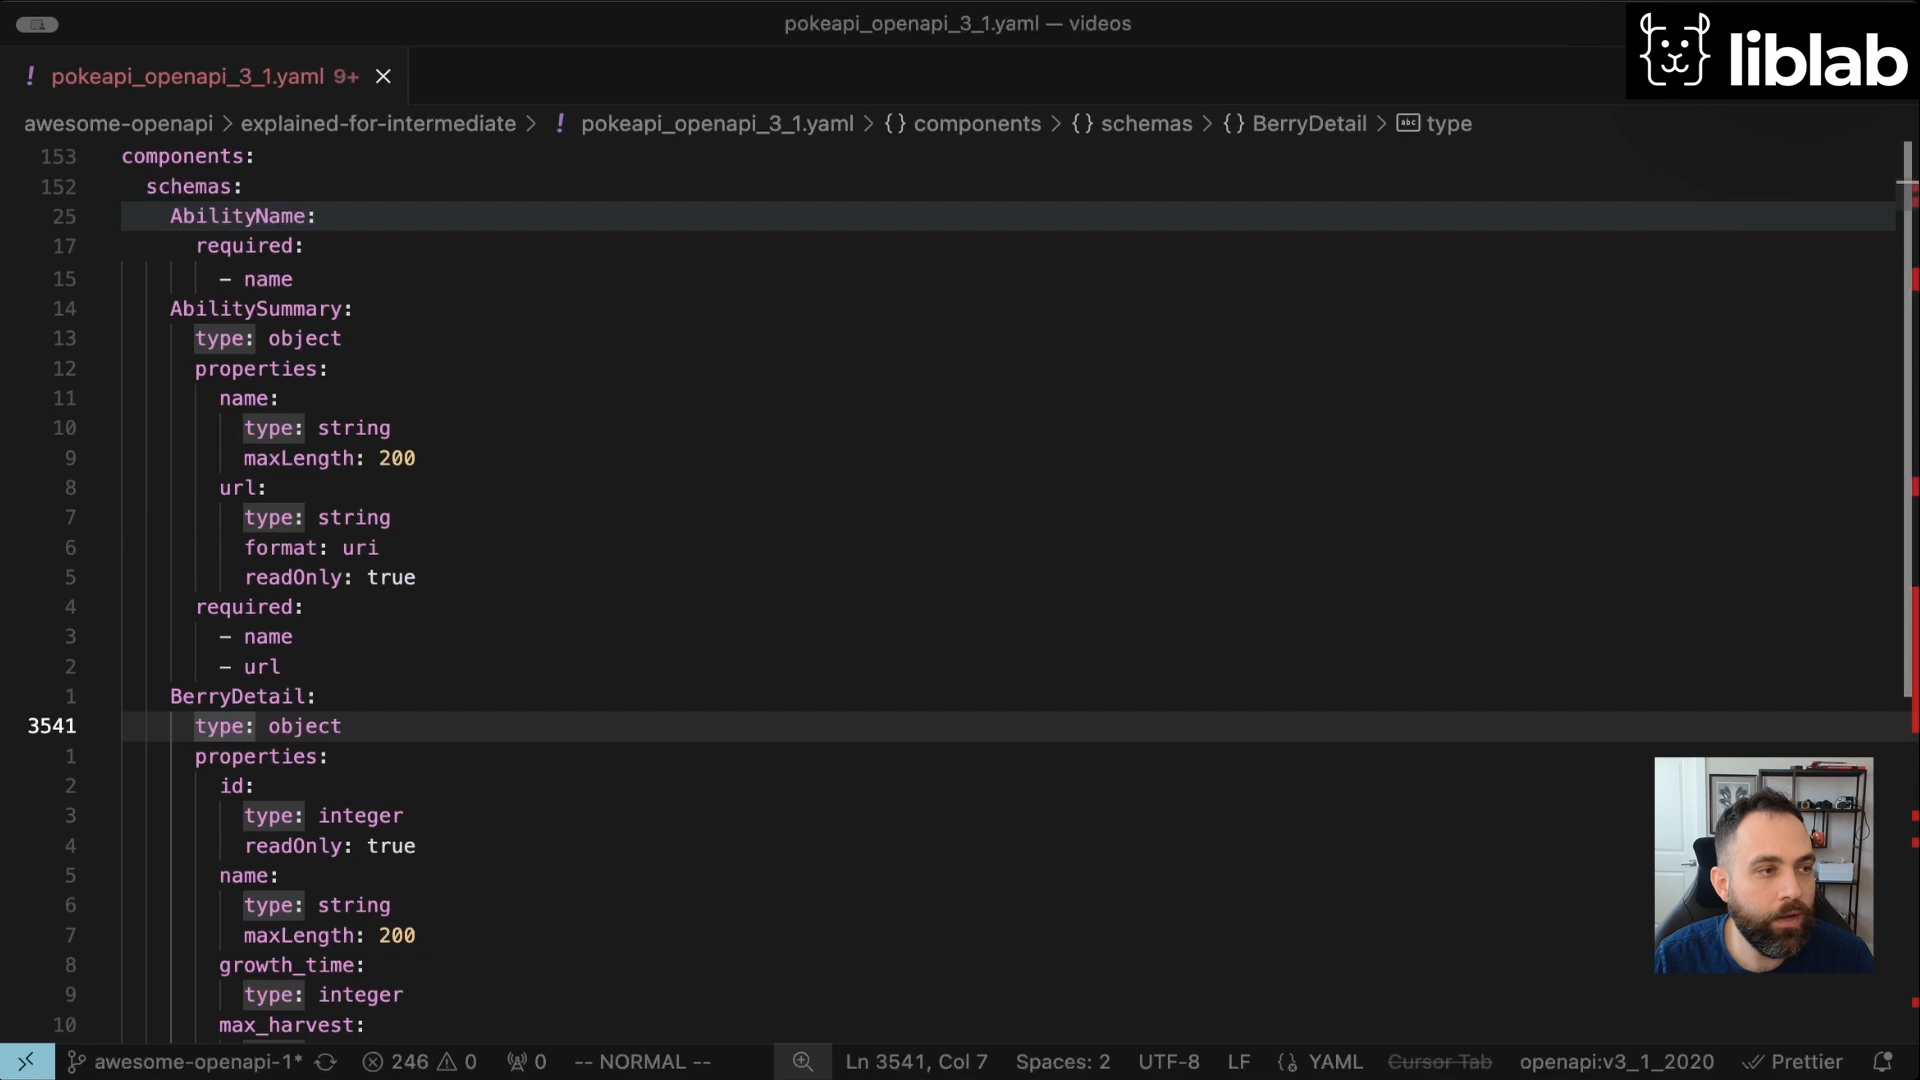 pokeapi_openapi_3_1.yaml — videos
liblab
! pokeapi_openapi_3_1.yaml 9+ ×
awesome-openapi > explained-for-intermediate > ! pokeapi_openapi_3_1.yaml > {} components > {} schemas > {} BerryDetail > abc type
153 components:
152 schemas:
25 AbilityName:
17 required:
15 - name
14 AbilitySummary:
13 type: object
12 properties:
11 name:
10 type: string
9 maxLength: 200
8 url:
7 type: string
6 format: uri
5 readOnly: true
4 required:
3 - name
2 - url
1 BerryDetail:
3541 type: object
1 properties:
2 id:
3 type: integer
4 readOnly: true
5 name:
6 type: string
7 maxLength: 200
8 growth_time:
9 type: integer
10 max_harvest:
awesome-openapi-1* 246 0 0 -- NORMAL -- Ln 3541, Col 7 Spaces: 2 UTF-8 LF YAML Cursor Tab openapi:v3_1_2020 Prettier